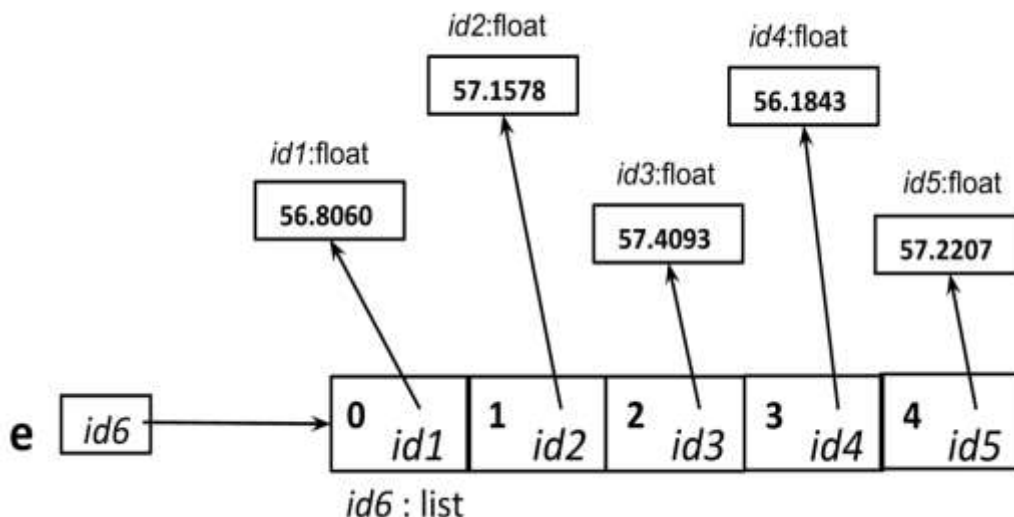 id2:float
57.1578
id4:float
56.1843
id1:float
56.8060
id3:float
57.4093
id5:float
57.2207
e id6 0 id1 1 id2 2 id3 3 id4 4 id5
id6 : list